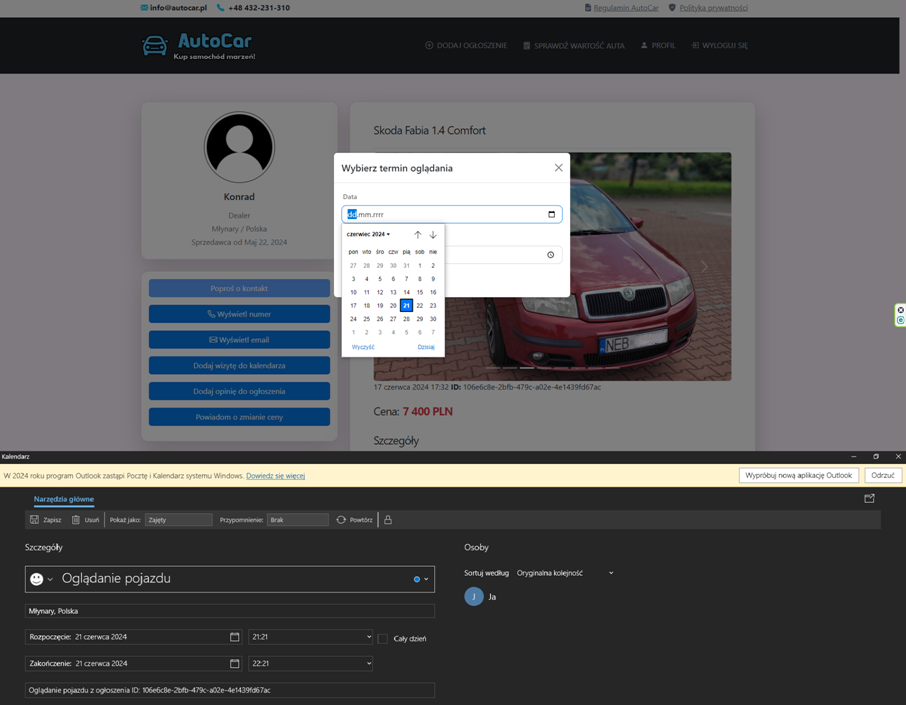 info@autocar.pl +48 432-231-310 Regulamin AutoCar Polityka prywatności
AutoCar
Kup samochód marzeń!
DODAJ OGŁOSZENIE SPRAWDŹ WARTOŚĆ AUTA PROFIL WYLOGUJ SIĘ
Konrad
Dealer
Młynary / Polska
Sprzedawca od Maj 22, 2024
Poproś o kontakt
Wyświetl numer
Wyświetl email
Dodaj wizytę do kalendarza
Dodaj opinię do ogłoszenia
Powiadom o zmianie ceny
Skoda Fabia 1.4 Comfort
Wybierz termin oglądania
Data
dd.mm.rrrr
czerwiec 2024
pon wto śro czw pią sob nie
27 28 29 30 31 1 2
3 4 5 6 7 8 9
10 11 12 13 14 15 16
17 18 19 20 21 22 23
24 25 26 27 28 29 30
1 2 3 4 5 6 7
Wyczyść Dzisiaj
NEB
17 czerwca 2024 17:32 ID: 106e6c8e-2bfb-479c-a02e-4e1439fd67ac
Cena: 7 400 PLN
Szczegóły
Kalendarz
W 2024 roku program Outlook zastąpi Pocztę i Kalendarz systemu Windows. Dowiedz się więcej Wypróbuj nową aplikację Outlook Odrzuć
Narzędzia główne
Zapisz Usuń Pokaż jako: Zajęty Przypomnienie: Brak Powtórz
Szczegóły
Oglądanie pojazdu
Młynary, Polska
Rozpoczęcie: 21 czerwca 2024 21:21 Cały dzień
Zakończenie: 21 czerwca 2024 22:21
Oglądanie pojazdu z ogłoszenia ID: 106e6c8e-2bfb-479c-a02e-4e1439fd67ac
Osoby
Sortuj według Oryginalna kolejność
J Ja